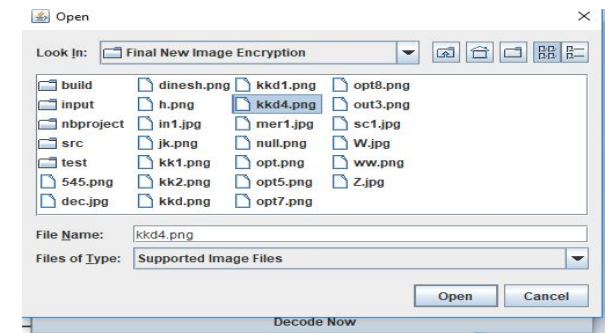 Open
Look In: Final New Image Encryption
build dinesh.png kkd1.png opt8.png
input h.png kkd4.png out3.png
nbproject in1.jpg mer1.jpg sc1.jpg
src jk.png null.png W.jpg
test kk1.png opt.png ww.png
545.png kk2.png opt5.png Z.jpg
dec.jpg kkd.png opt7.png
File Name: kkd4.png
Files of Type: Supported Image Files
Open Cancel
Decode Now